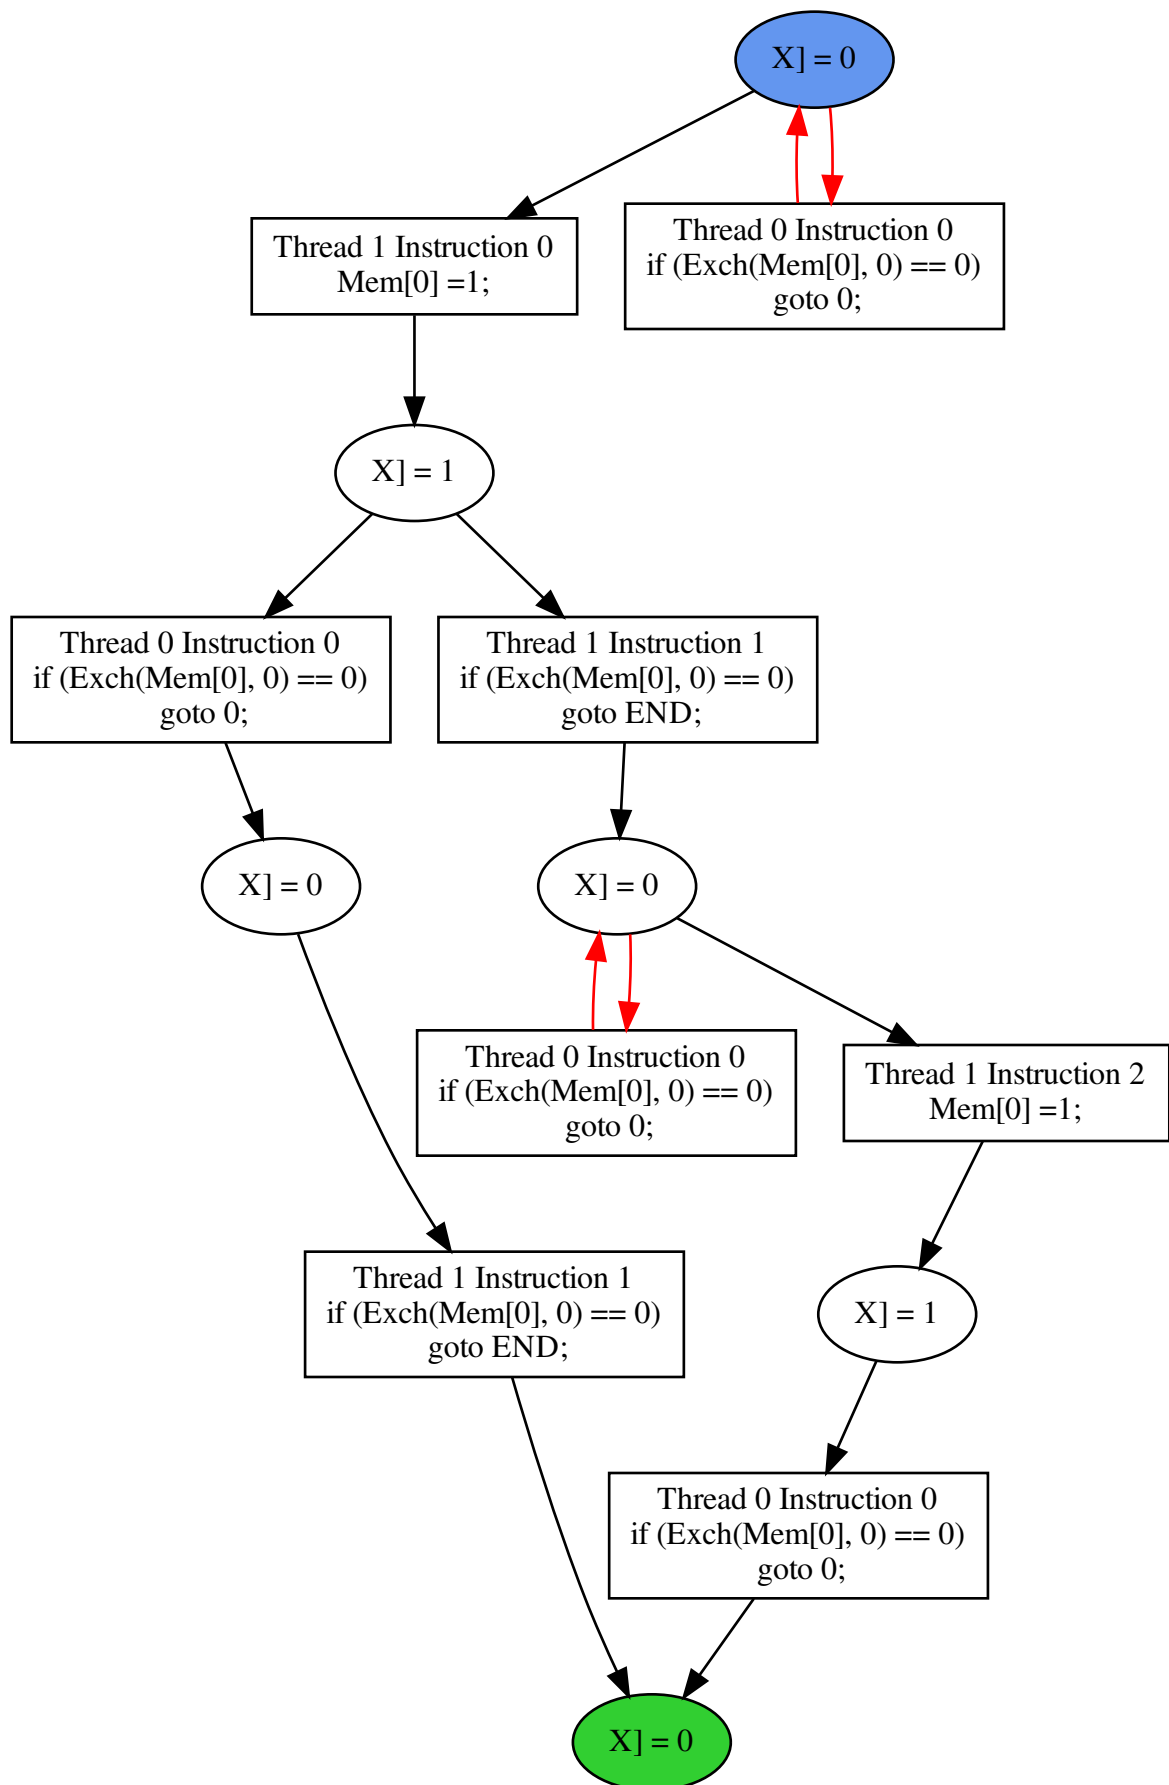 X] = 0
Thread 1 Instruction 0
Mem[0] =1;
Thread 0 Instruction 0
if (Exch(Mem[0], 0) == 0)
goto 0;
X] = 1
Thread 0 Instruction 0
if (Exch(Mem[0], 0) == 0)
goto 0;
Thread 1 Instruction 1
if (Exch(Mem[0], 0) == 0)
goto END;
X] = 0
X] = 0
Thread 0 Instruction 0
if (Exch(Mem[0], 0) == 0)
goto 0;
Thread 1 Instruction 2
Mem[0] =1;
Thread 1 Instruction 1
if (Exch(Mem[0], 0) == 0)
goto END;
X] = 1
Thread 0 Instruction 0
if (Exch(Mem[0], 0) == 0)
goto 0;
X] = 0